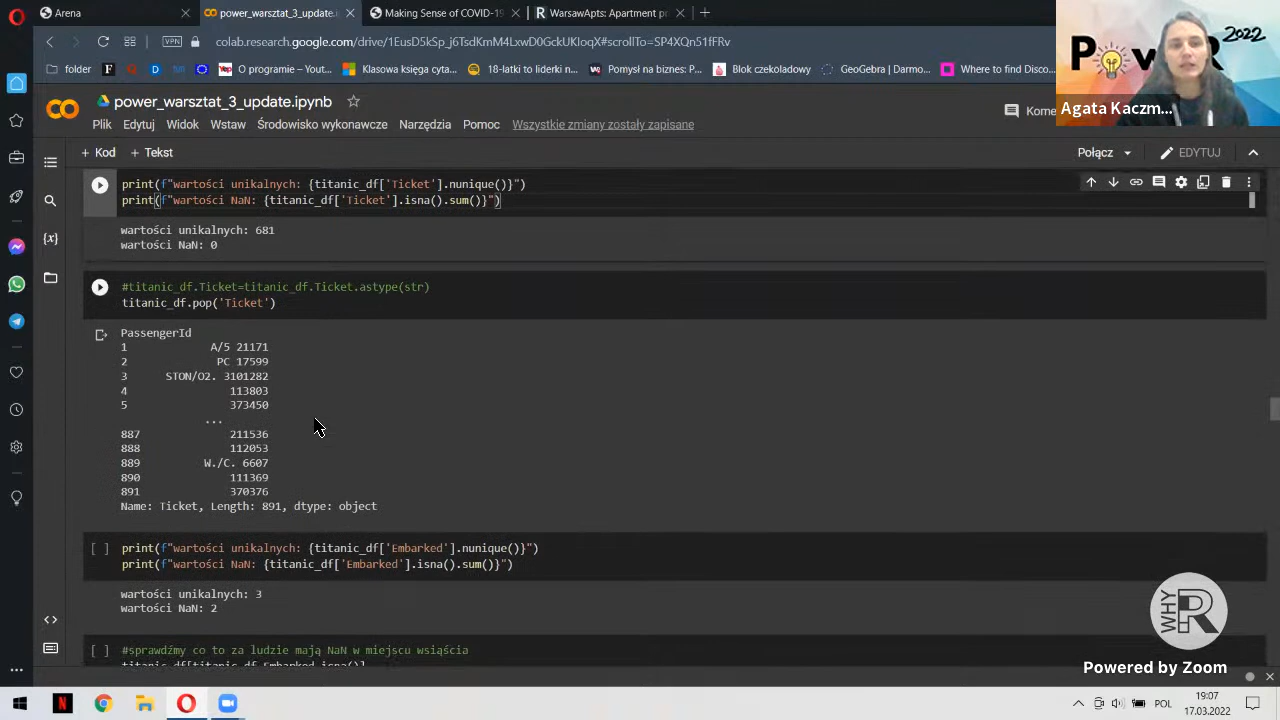 Arena
power_warsztat_3_update.ipynb
Making Sense of COVID-19
WarsawApts: Apartment pr
PoweR
2022
VPN
colab.research.google.com/drive/1EusD5kSp_j6TsdKmM4LxwDXGckUKIoqX#scrollTo=SP4XQn51fFRv
folder
O programie – Yout...
Klasowa księga cyta...
18-latki to liderki n...
Pomysł na biznes: P...
Blok czekoladowy
GeoGebra (Darmo...
Where to find Discov
Agata Kaczm...
CO
power_warsztat_3_update.ipynb
Kome
Plik Edytuj Widok Wstaw Środowisko wykonawcze Narzędzia Pomoc Wszystkie zmiany zostały zapisane
+ Kod + Tekst
Połącz
EDYTUJ
print(f"wartości unikalnych: {titanic_df['Ticket'].nunique()}")
print(f"wartości NaN: {titanic_df['Ticket'].isna().sum()}")
wartości unikalnych: 681
wartości NaN: 0
#titanic_df.Ticket=titanic_df.Ticket.astype(str)
titanic_df.pop('Ticket')
PassengerId
1 A/5 21171
2 PC 17599
3 STON/O2. 3101282
4 113803
5 373450
...
887 211536
888 112053
889 W./C. 6607
890 111369
891 370376
Name: Ticket, Length: 891, dtype: object
[ ] print(f"wartości unikalnych: {titanic_df['Embarked'].nunique()}")
print(f"wartości NaN: {titanic_df['Embarked'].isna().sum()}")
wartości unikalnych: 3
wartości NaN: 2
[ ] #sprawdźmy co to za ludzie mają NaN w miejscu wsiąścia
titanic_df[titanic_df.Embarked.isna()]
WHY R
Powered by Zoom
POL
19:07
17.03.2022